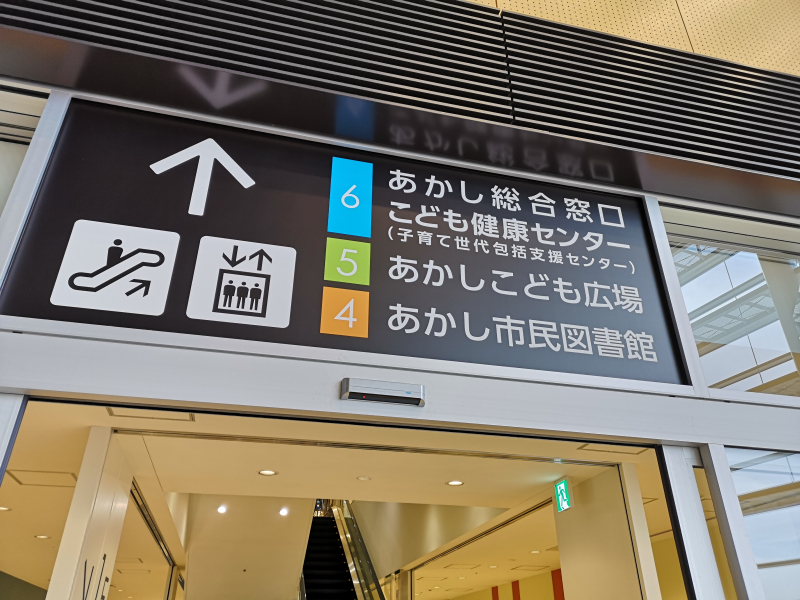 6 あかし総合窓口
こども健康センター
（子育て世代包括支援センター）
5 あかしこども広場
4 あかし市民図書館